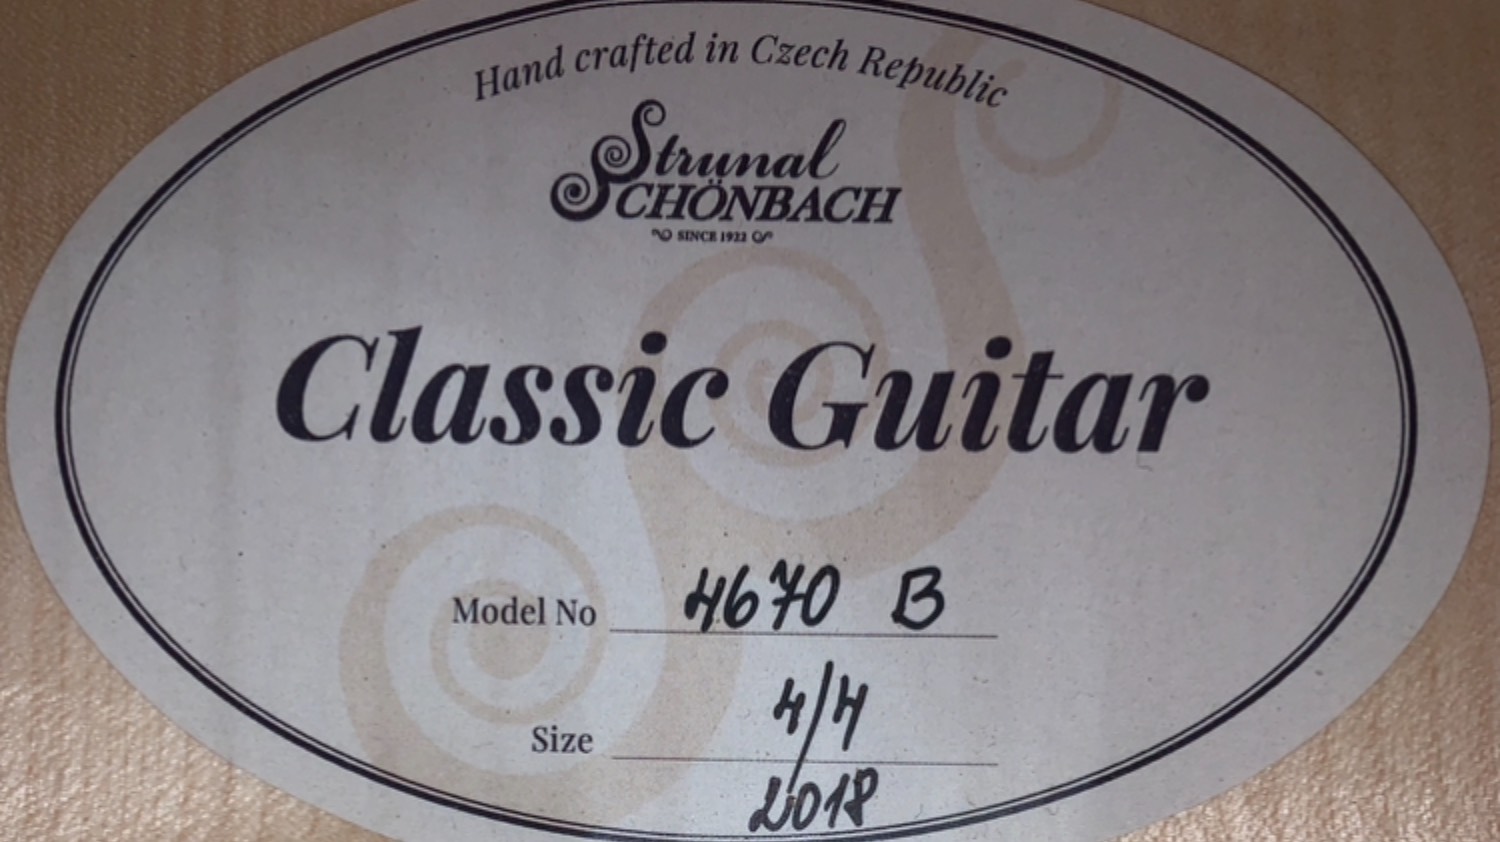 Hand crafted in Czech Republic
Strunal
SCHÖNBACH
SINCE 1922
Classic Guitar
Model No 4670 B
Size 4/4
2018